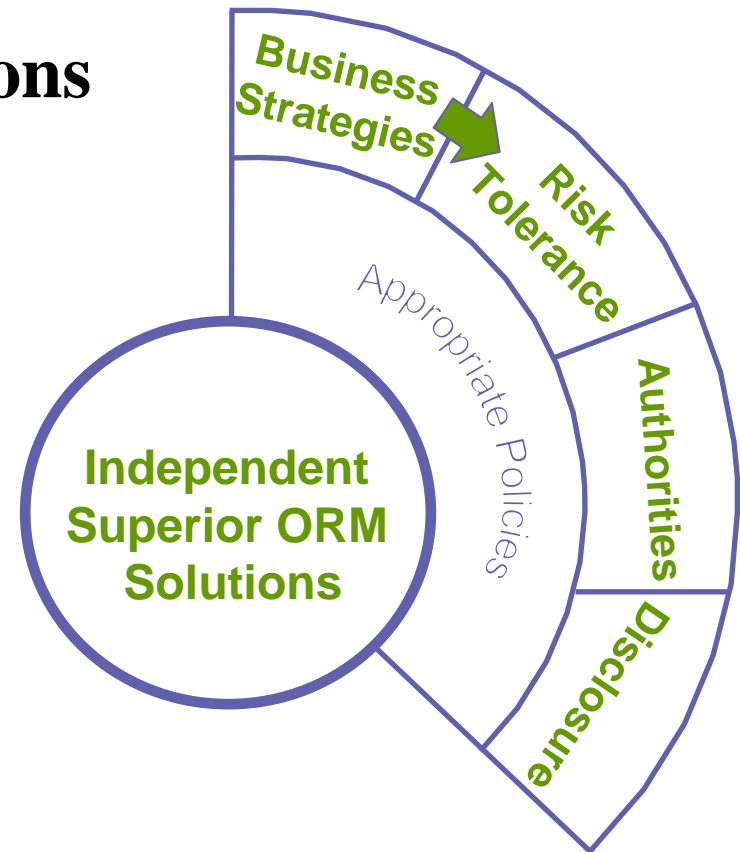 ons
Business
Strategies
Risk
Tolerance
Authorities
Disclosure
Appropriate Policies
Independent
Superior ORM
Solutions